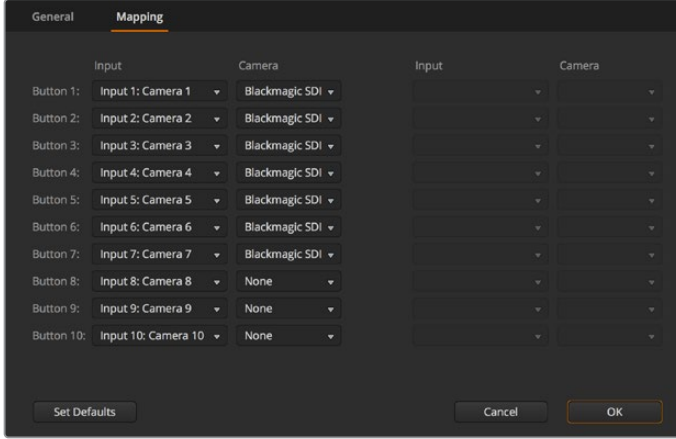 General Mapping
Input Camera Input Camera
Button 1: Input 1: Camera 1 Blackmagic SDI
Button 2: Input 2: Camera 2 Blackmagic SDI
Button 3: Input 3: Camera 3 Blackmagic SDI
Button 4: Input 4: Camera 4 Blackmagic SDI
Button 5: Input 5: Camera 5 Blackmagic SDI
Button 6: Input 6: Camera 6 Blackmagic SDI
Button 7: Input 7: Camera 7 Blackmagic SDI
Button 8: Input 8: Camera 8 None
Button 9: Input 9: Camera 9 None
Button 10: Input 10: Camera 10 None
Set Defaults Cancel OK